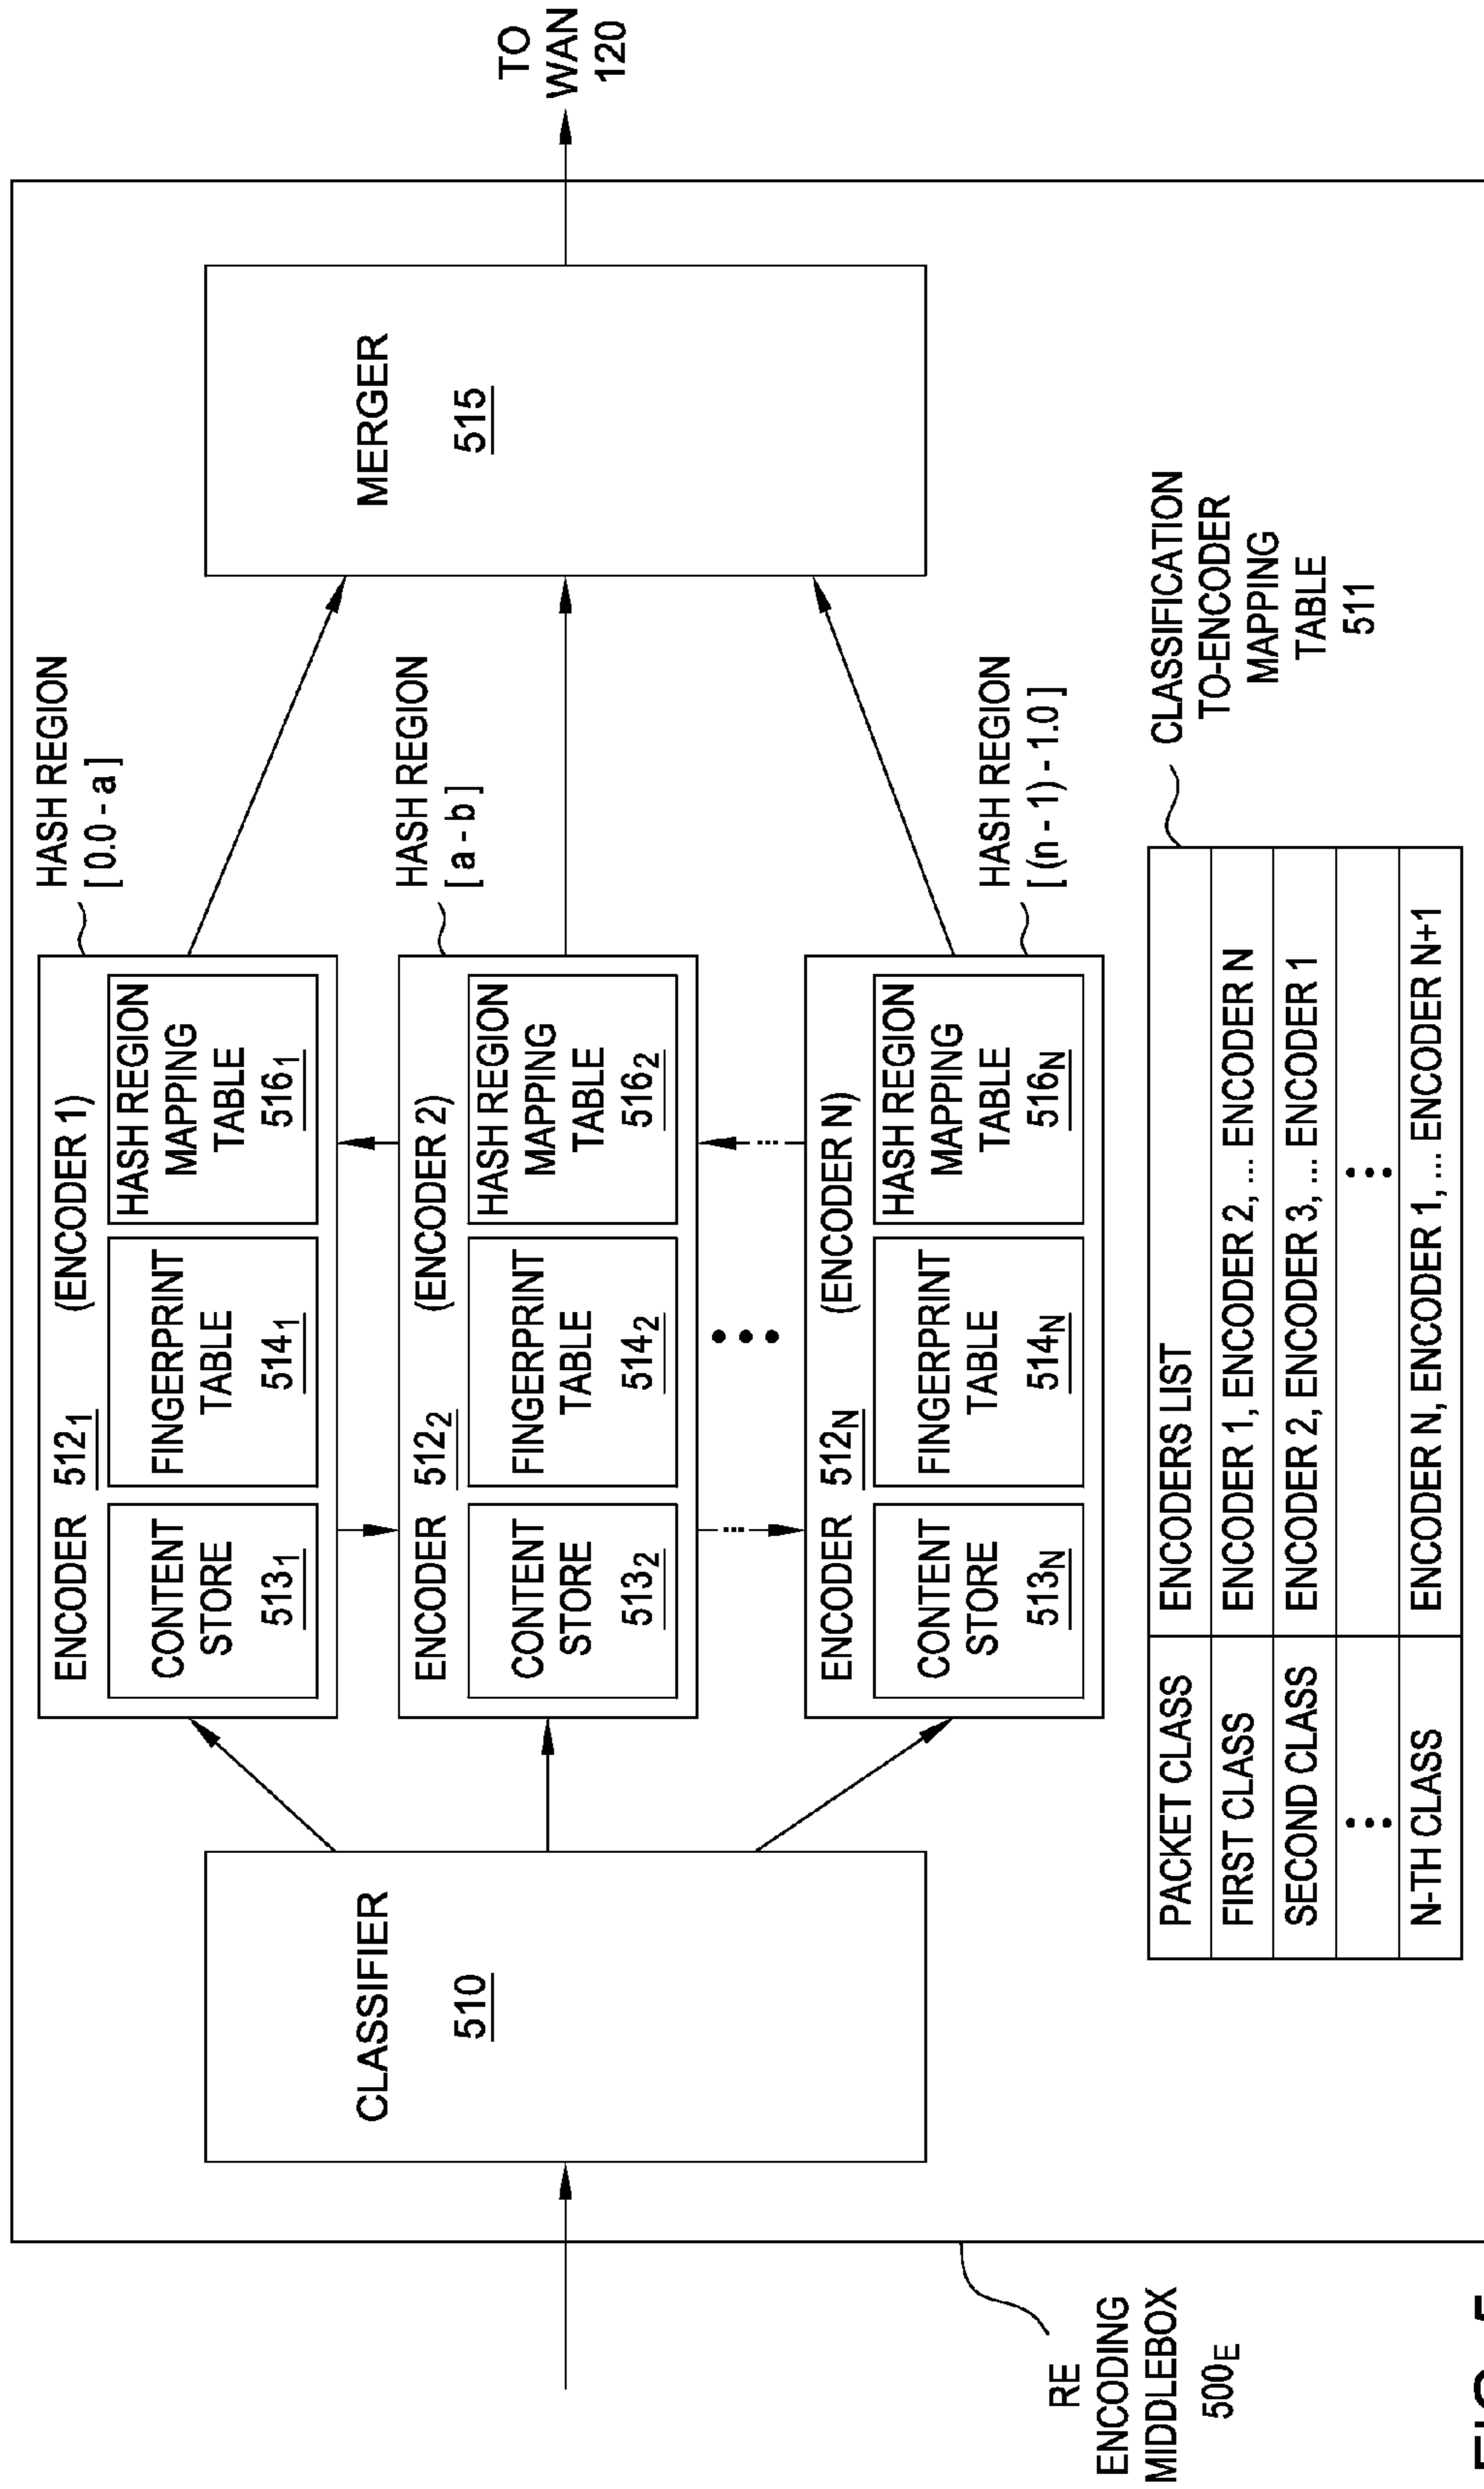 RE
ENCODING
MIDDLEBOX
500E
CLASSIFIER
510
ENCODER 512₁ (ENCODER 1)
CONTENT
STORE
513₁
FINGERPRINT
TABLE
514₁
HASH REGION
MAPPING
TABLE
516₁
HASH REGION
[ 0.0 - a ]
ENCODER 512₂ (ENCODER 2)
CONTENT
STORE
513₂
FINGERPRINT
TABLE
514₂
HASH REGION
MAPPING
TABLE
516₂
HASH REGION
[ a - b ]
ENCODER 512N (ENCODER N)
CONTENT
STORE
513N
FINGERPRINT
TABLE
514N
HASH REGION
MAPPING
TABLE
516N
HASH REGION
[ (n - 1) - 1.0 ]
MERGER
515
TO
WAN
120
PACKET CLASS ENCODERS LIST
FIRST CLASS ENCODER 1, ENCODER 2, ... ENCODER N
SECOND CLASS ENCODER 2, ENCODER 3, ... ENCODER 1
N-TH CLASS ENCODER N, ENCODER 1, ... ENCODER N+1
CLASSIFICATION
TO-ENCODER
MAPPING
TABLE
511